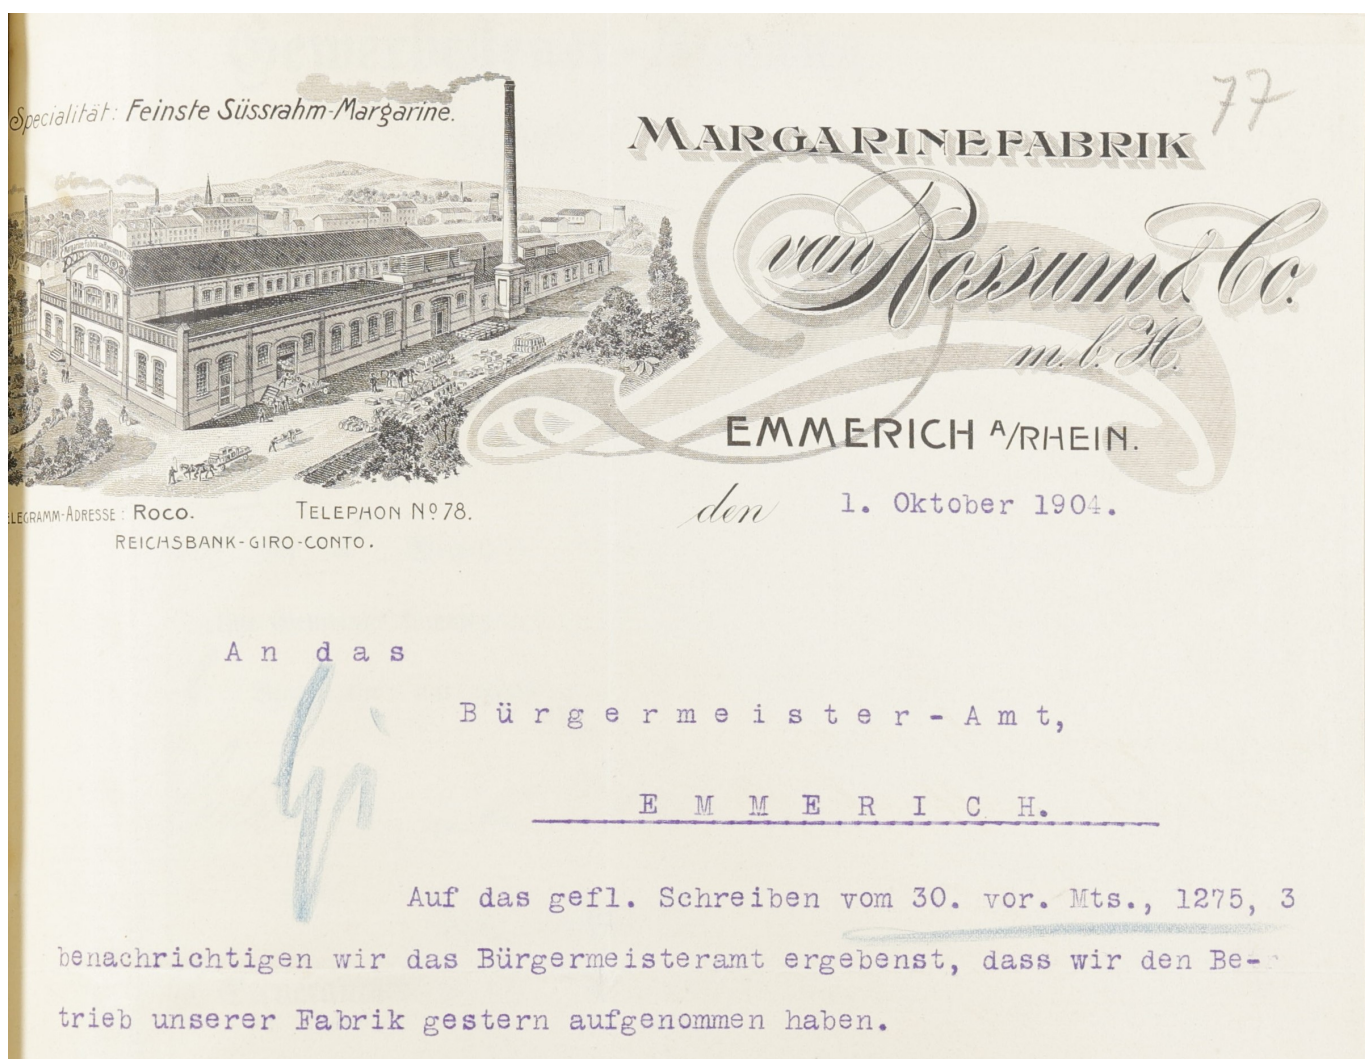 77
Specialität: Feinste Süssrahm-Margarine.
MARGARINEFABRIK
van Rossum & Co.
m. b. H.
EMMERICH A/RHEIN.
ELEGRAMM-ADRESSE: ROCO. TELEPHON No 78.
REICHSBANK-GIRO-CONTO.
den 1. Oktober 1904.
An das
Bürgermeister-Amt,
EMMERICH.
Auf das gefl. Schreiben vom 30. vor. Mts., 1275, 3
benachrichtigen wir das Bürgermeisteramt ergebenst, dass wir den Be-
trieb unserer Fabrik gestern aufgenommen haben.